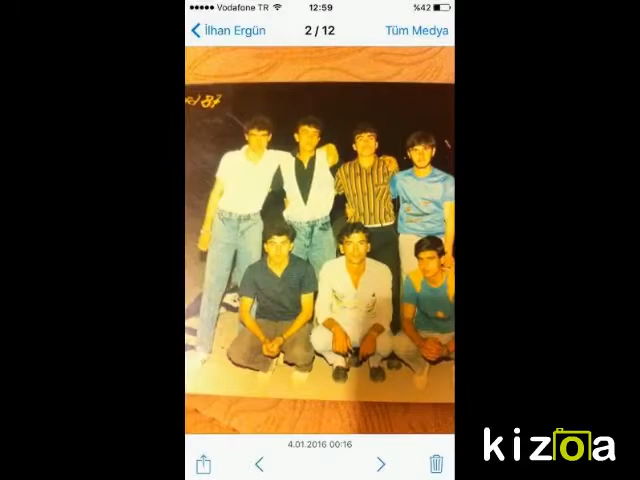 Vodafone TR 12:59 %42
İlhan Ergün 2 / 12 Tüm Medya
87
4.01.2016 00:16
kizoa